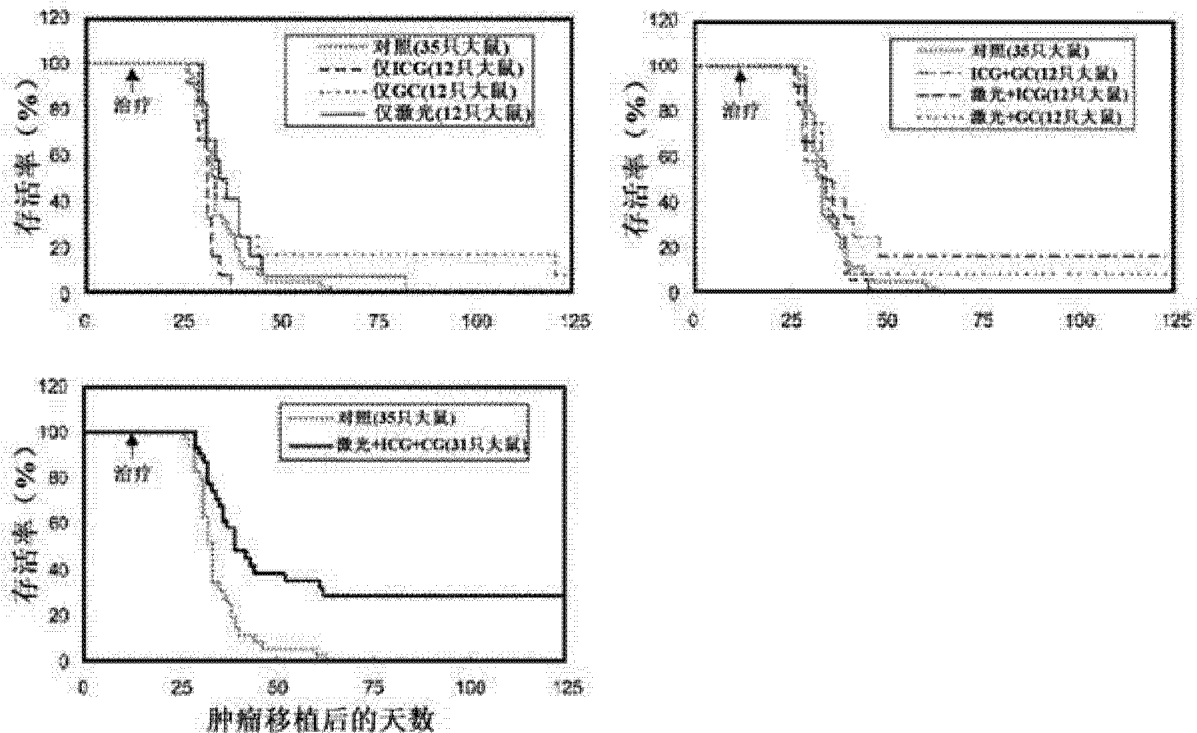 120
100
80
60
40
20
0
存活率（%）
治疗
对照(35只大鼠)
仅ICG(12只大鼠)
仅GC(12只大鼠)
仅激光(12只大鼠)
0 25 50 75 100 125
120
100
80
60
40
20
0
存活率（%）
治疗
对照(35只大鼠)
ICG+GC(12只大鼠)
激光+ICG(12只大鼠)
激光+GC(12只大鼠)
0 25 50 75 100 125
120
100
80
60
40
20
0
存活率（%）
治疗
对照(35只大鼠)
激光+ICG+CG(31只大鼠)
0 25 50 75 100 125
肿瘤移植后的天数